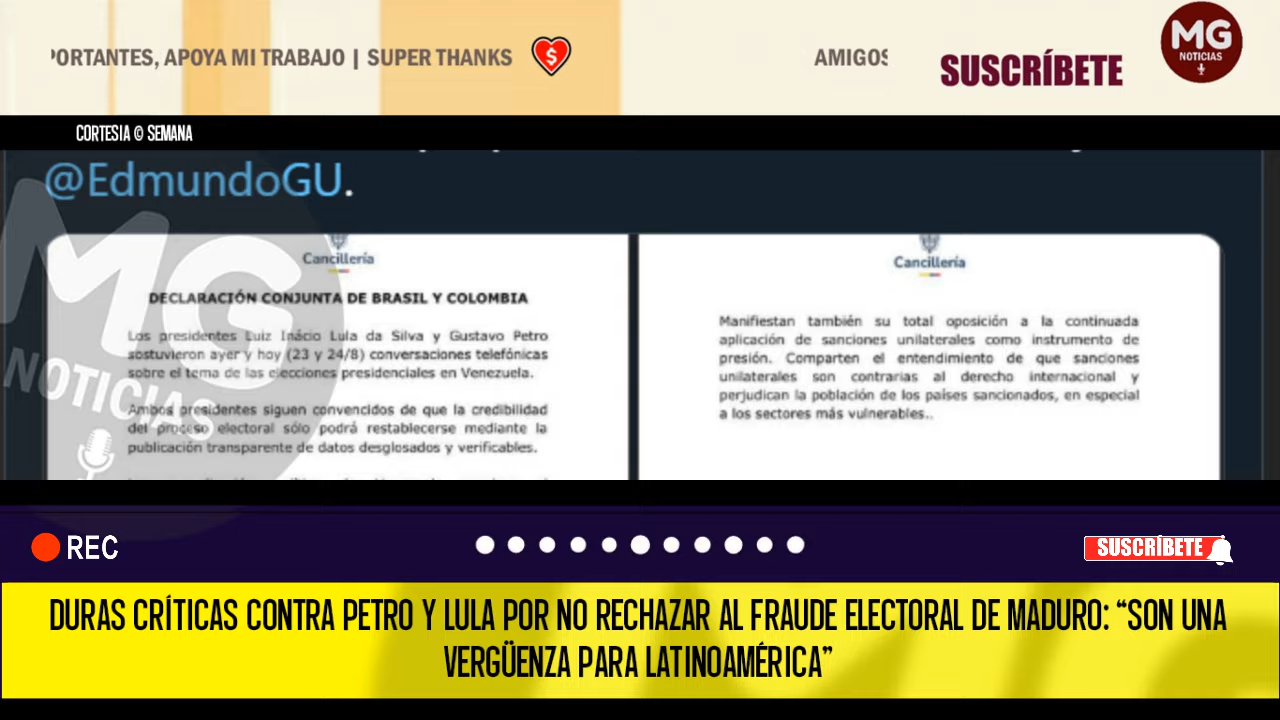 PORTANTES, APOYA MI TRABAJO | SUPER THANKS
AMIGOS
SUSCRÍBETE
MG
NOTICIAS
CORTESIA © SEMANA
@EdmundoGU.
MG
NOTICIAS
Cancillería
DECLARACIÓN CONJUNTA DE BRASIL Y COLOMBIA
Los presidentes Luiz Inácio Lula da Silva y Gustavo Petro
sostuvieron ayer y hoy (23 y 24/8) conversaciones telefónicas
sobre el tema de las elecciones presidenciales en Venezuela.
Ambos presidentes siguen convencidos de que la credibilidad
del proceso electoral sólo podrá restablecerse mediante la
publicación transparente de datos desglosados y verificables.
Cancillería
Manifiestan también su total oposición a la continuada
aplicación de sanciones unilaterales como instrumento de
presión. Comparten el entendimiento de que sanciones
unilaterales son contrarias al derecho internacional y
perjudican la población de los países sancionados, en especial
a los sectores más vulnerables..
REC
SUSCRÍBETE
DURAS CRÍTICAS CONTRA PETRO Y LULA POR NO RECHAZAR AL FRAUDE ELECTORAL DE MADURO: “SON UNA
VERGÜENZA PARA LATINOAMÉRICA”